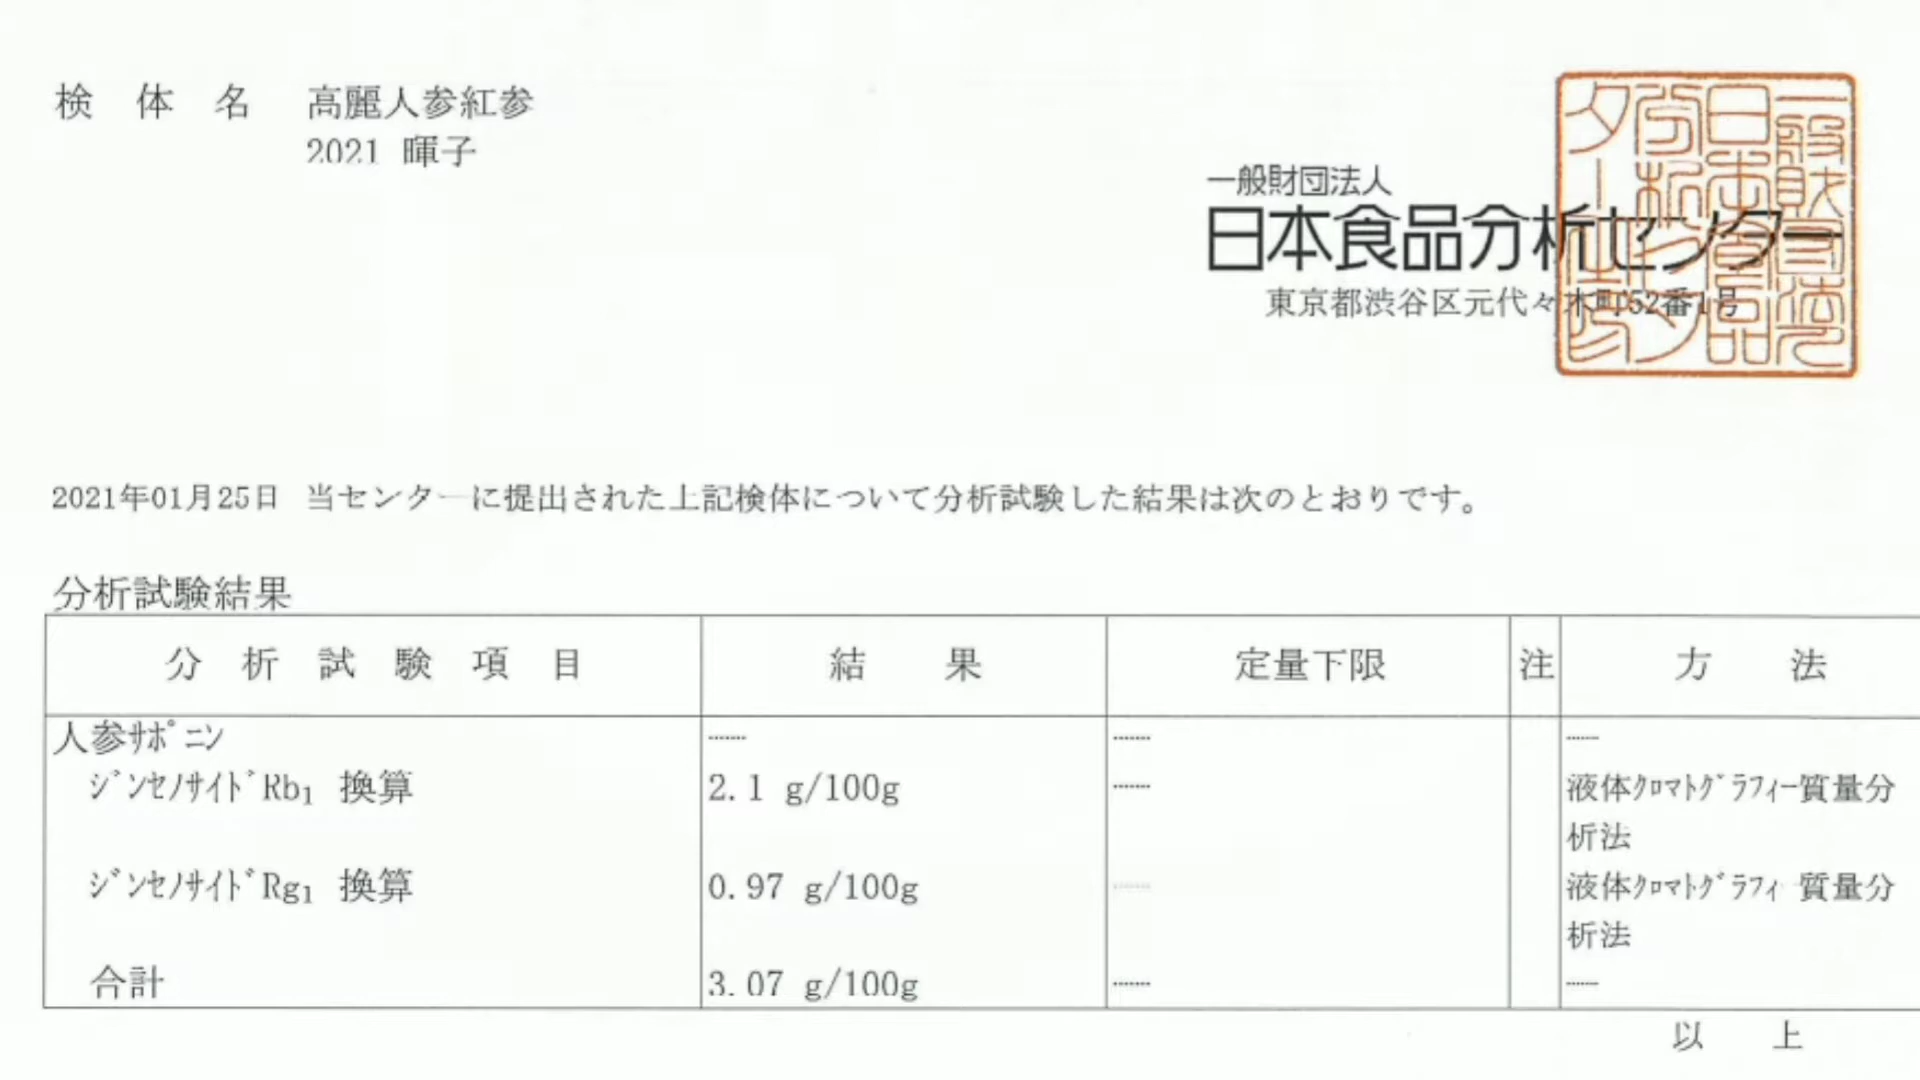 検 体 名 高麗人参紅参
2021 暉子
一般財団法人
日本食品分析センター
東京都渋谷区元代々木町52番1号
2021年01月25日 当センターに提出された上記検体について分析試験した結果は次のとおりです。
分析試験結果
分 析 試 験 項 目 結 果 定量下限 注 方 法
人参ｻﾎﾟﾆﾝ ……
ｼﾞﾝｾﾉｻｲﾄﾞRb₁ 換算 2.1 g/100g …… 液体ｸﾛﾏﾄｸﾞﾗﾌｨｰ質量分
析法
ｼﾞﾝｾﾉｻｲﾄﾞRg₁ 換算 0.97 g/100g …… 液体ｸﾛﾏﾄｸﾞﾗﾌｨｰ質量分
析法
合計 3.07 g/100g ……
以 上